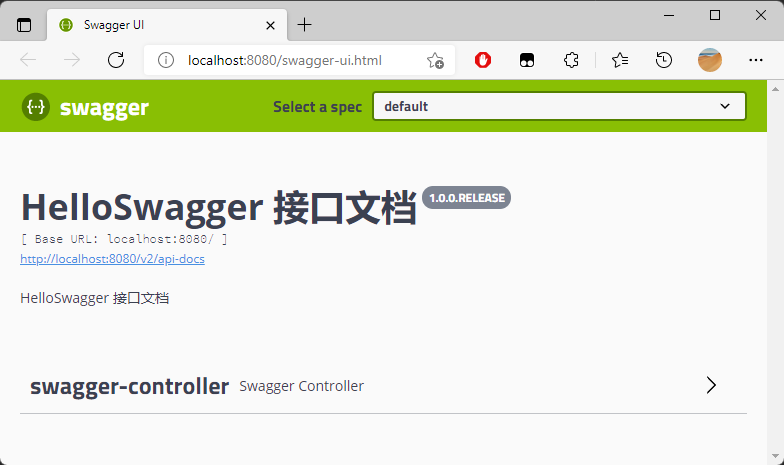 Swagger UI
localhost:8080/swagger-ui.html
swagger
Select a spec
default
HelloSwagger 接口文档 1.0.0.RELEASE
[ Base URL: localhost:8080/ ]
http://localhost:8080/v2/api-docs
HelloSwagger 接口文档
swagger-controller Swagger Controller